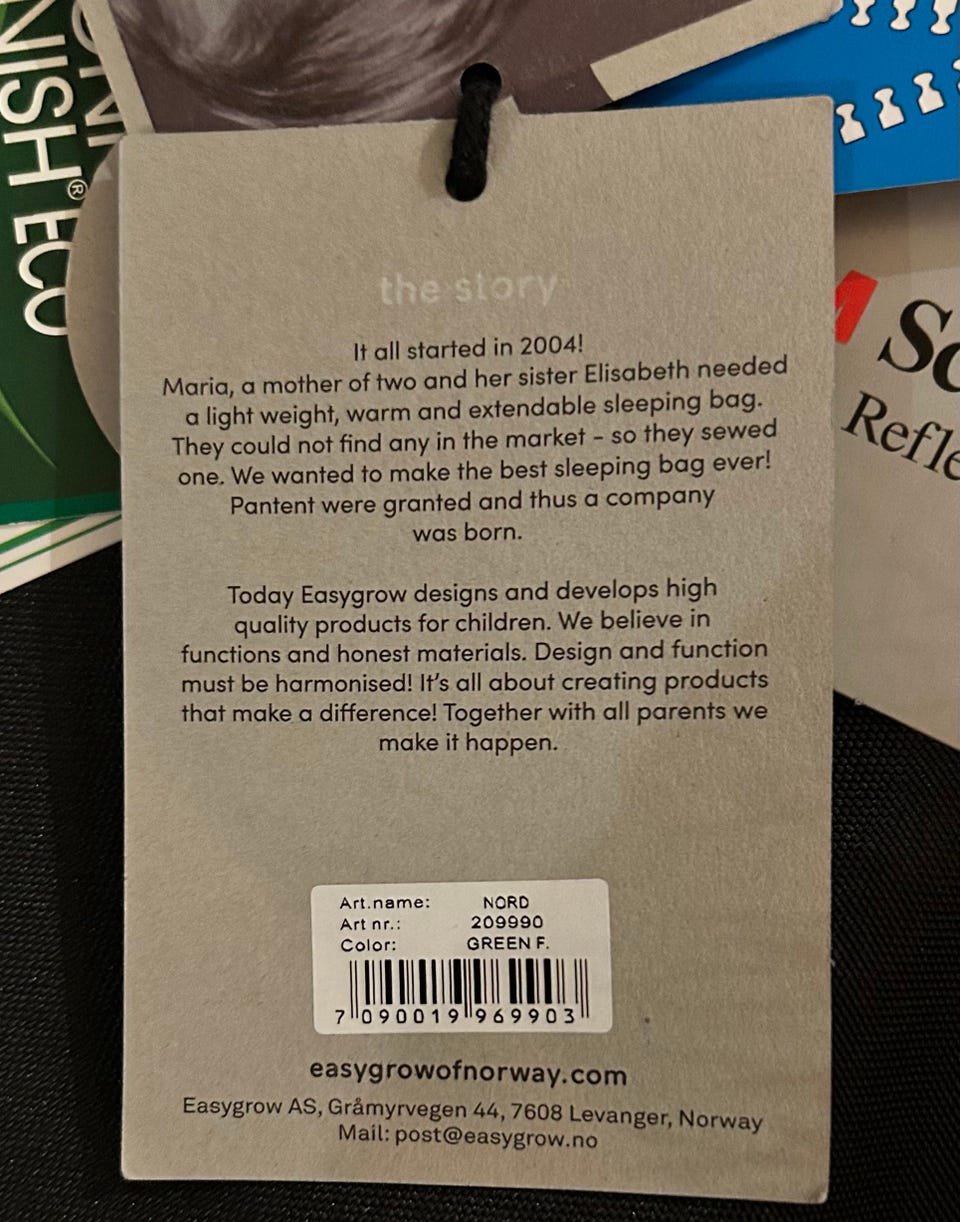 NISH® ECO
the story
It all started in 2004!
Maria, a mother of two and her sister Elisabeth needed
a light weight, warm and extendable sleeping bag.
They could not find any in the market – so they sewed
one. We wanted to make the best sleeping bag ever!
Pantent were granted and thus a company
was born.
Today Easygrow designs and develops high
quality products for children. We believe in
functions and honest materials. Design and function
must be harmonised! It's all about creating products
that make a difference! Together with all parents we
make it happen.
Art.name: NORD
Art nr.: 209990
Color: GREEN F.
7 090019 969903
easygrowofnorway.com
Easygrow AS, Gråmyrvegen 44, 7608 Levanger, Norway
Mail: post@easygrow.no
Sc
Refle